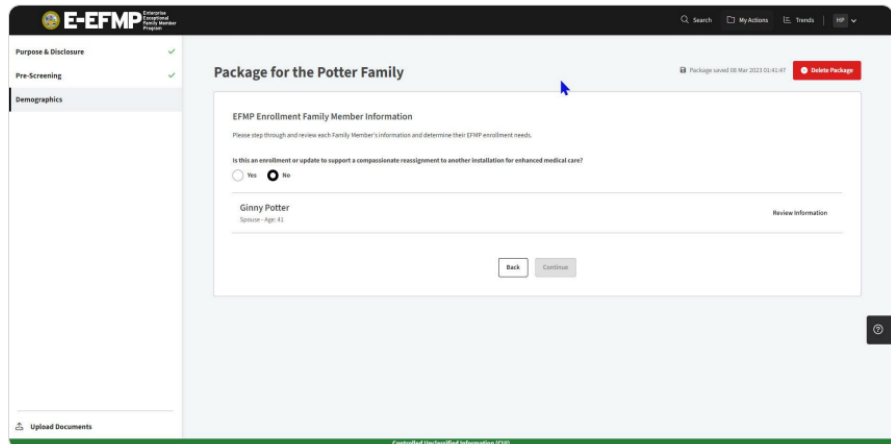 E-EFMP Enterprise
Exceptional
Family Member
Program
Search My Actions Trends HP
Purpose & Disclosure
Pre-Screening
Demographics
Package for the Potter Family
Package saved 08 Mar 2023 01:41:47
Delete Package
EFMP Enrollment Family Member Information
Please step through and review each Family Member's information and determine their EFMP enrollment needs.
Is this an enrollment or update to support a compassionate reassignment to another installation for enhanced medical care?
Yes No
Ginny Potter
Spouse - Age: 41
Review Information
Back Continue
Upload Documents
Controlled Unclassified Information (CUI)